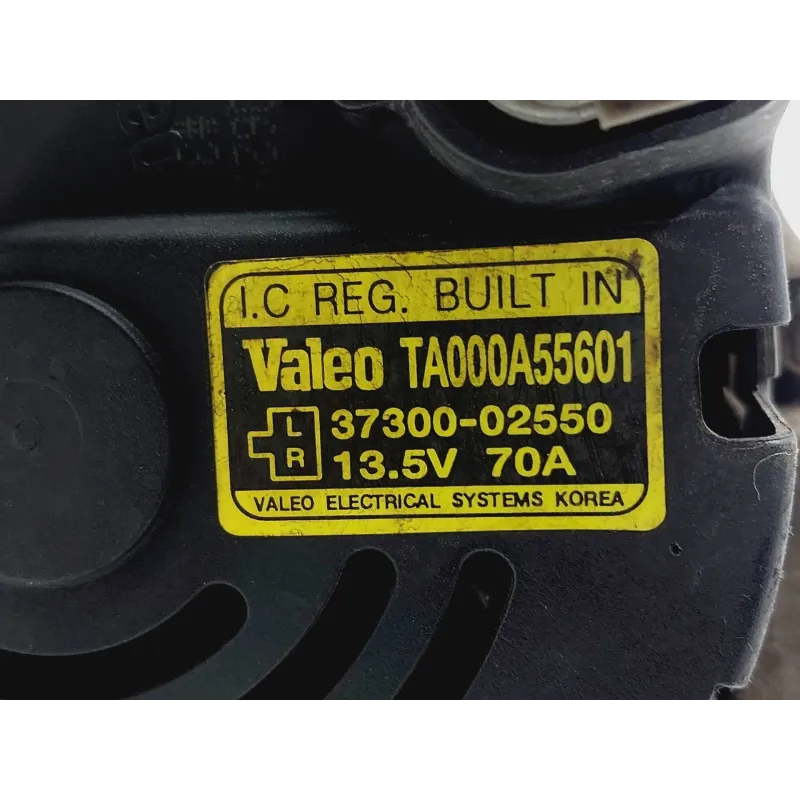 I.C REG. BUILT IN
Valeo TA000A55601
L 37300-02550
R 13.5V 70A
VALEO ELECTRICAL SYSTEMS KOREA